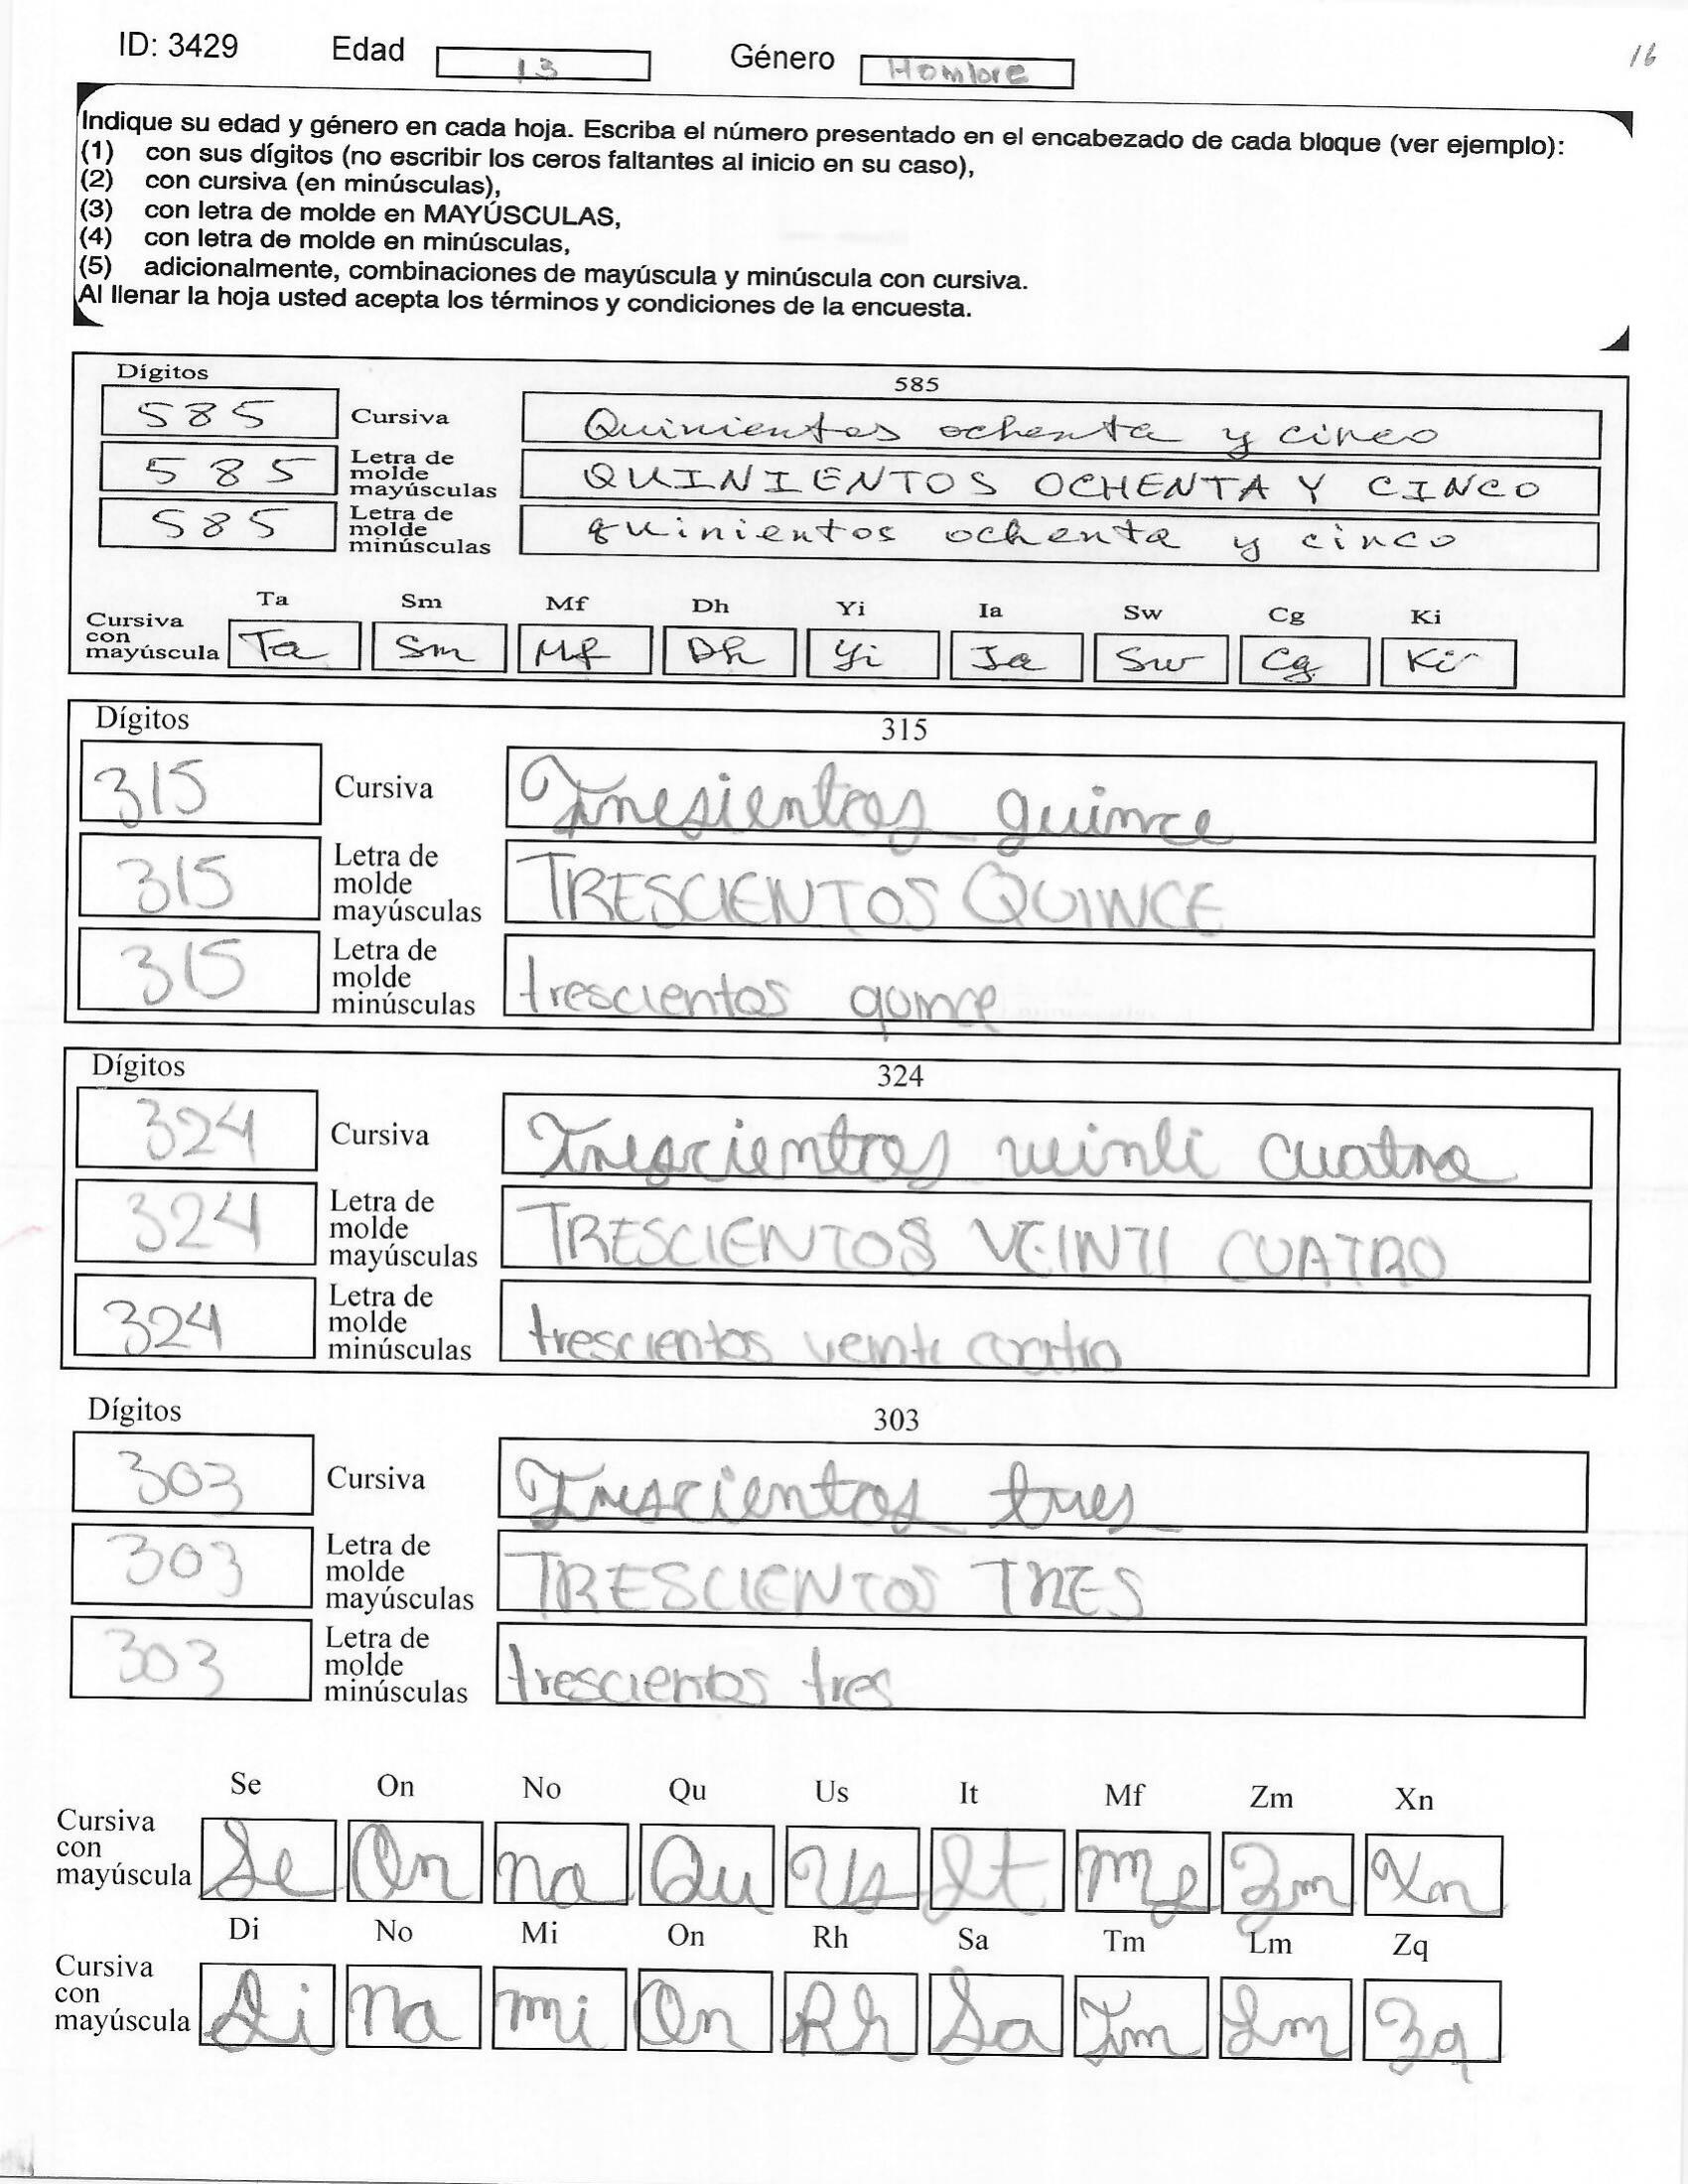 ID: 3429 Edad 13 Género Hombre 16
Indique su edad y género en cada hoja. Escriba el número presentado en el encabezado de cada bloque (ver ejemplo):
(1) con sus dígitos (no escribir los ceros faltantes al inicio en su caso),
(2) con cursiva (en minúsculas),
(3) con letra de molde en MAYÚSCULAS,
(4) con letra de molde en minúsculas,
(5) adicionalmente, combinaciones de mayúscula y minúscula con cursiva.
Al llenar la hoja usted acepta los términos y condiciones de la encuesta.
Dígitos 585
585 Cursiva Quinientos ochenta y cinco
585 Letra de molde mayúsculas QUINIENTOS OCHENTA Y CINCO
585 Letra de molde minúsculas quinientos ochenta y cinco
Ta Sm Mf Dh Yi Ia Sw Cg Ki
Cursiva con mayúscula Ta Sm Mf Dh Yi Ia Sw Cg Ki
Dígitos 315
315 Cursiva Tresientos quince
315 Letra de molde mayúsculas TRESCIENTOS QUINCE
315 Letra de molde minúsculas trescientos quince
Dígitos 324
324 Cursiva Trescientos veinti cuatro
324 Letra de molde mayúsculas TRESCIENTOS VEINTI CUATRO
324 Letra de molde minúsculas trescientos veinti cuatro
Dígitos 303
303 Cursiva Trescientos tres
303 Letra de molde mayúsculas TRESCIENTOS TRES
303 Letra de molde minúsculas trescientos tres
Se On No Qu Us It Mf Zm Xn
Cursiva con mayúscula Se On No Qu Us It Mf Zm Xn
Di No Mi On Rh Sa Tm Lm Zq
Cursiva con mayúscula Di No Mi On Rh Sa Tm Lm Zq